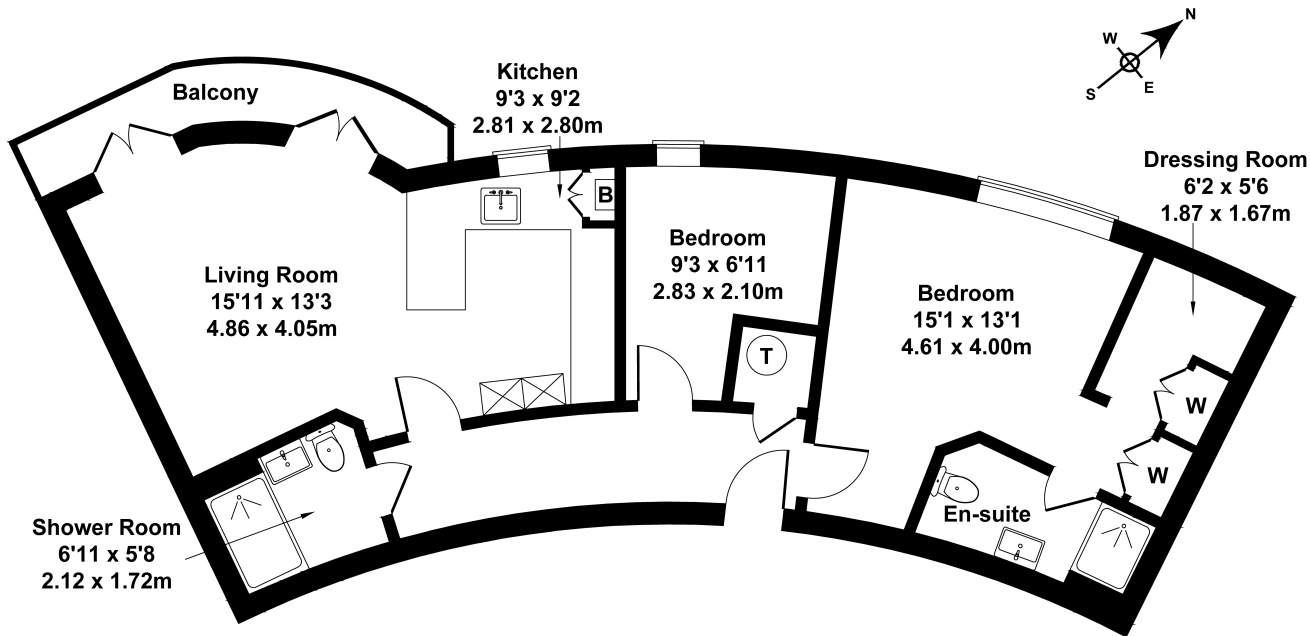 Balcony
Kitchen
9'3 x 9'2
2.81 x 2.80m
N
W
E
S
Dressing Room
6'2 x 5'6
1.87 x 1.67m
B
Living Room
15'11 x 13'3
4.86 x 4.05m
Bedroom
9'3 x 6'11
2.83 x 2.10m
Bedroom
15'1 x 13'1
4.61 x 4.00m
T
W
W
Shower Room
6'11 x 5'8
2.12 x 1.72m
En-suite